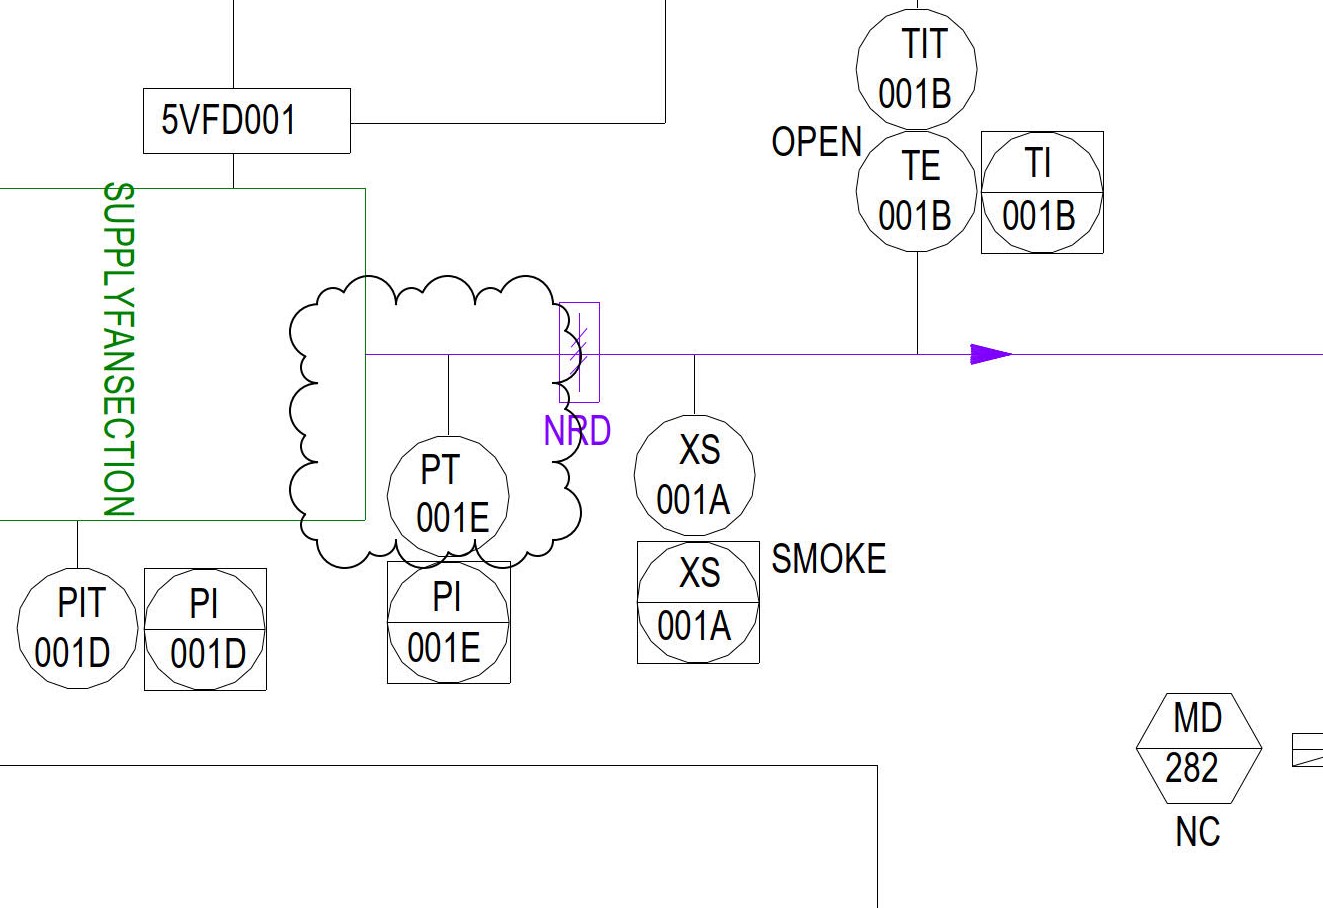 TIT
001B
5VFD001
OPEN
TE
001B
TI
001B
SUPPLYFANSECTION
NRD
PT
001E
XS
001A
PIT
001D
PI
001D
PI
001E
XS
001A
SMOKE
MD
282
NC